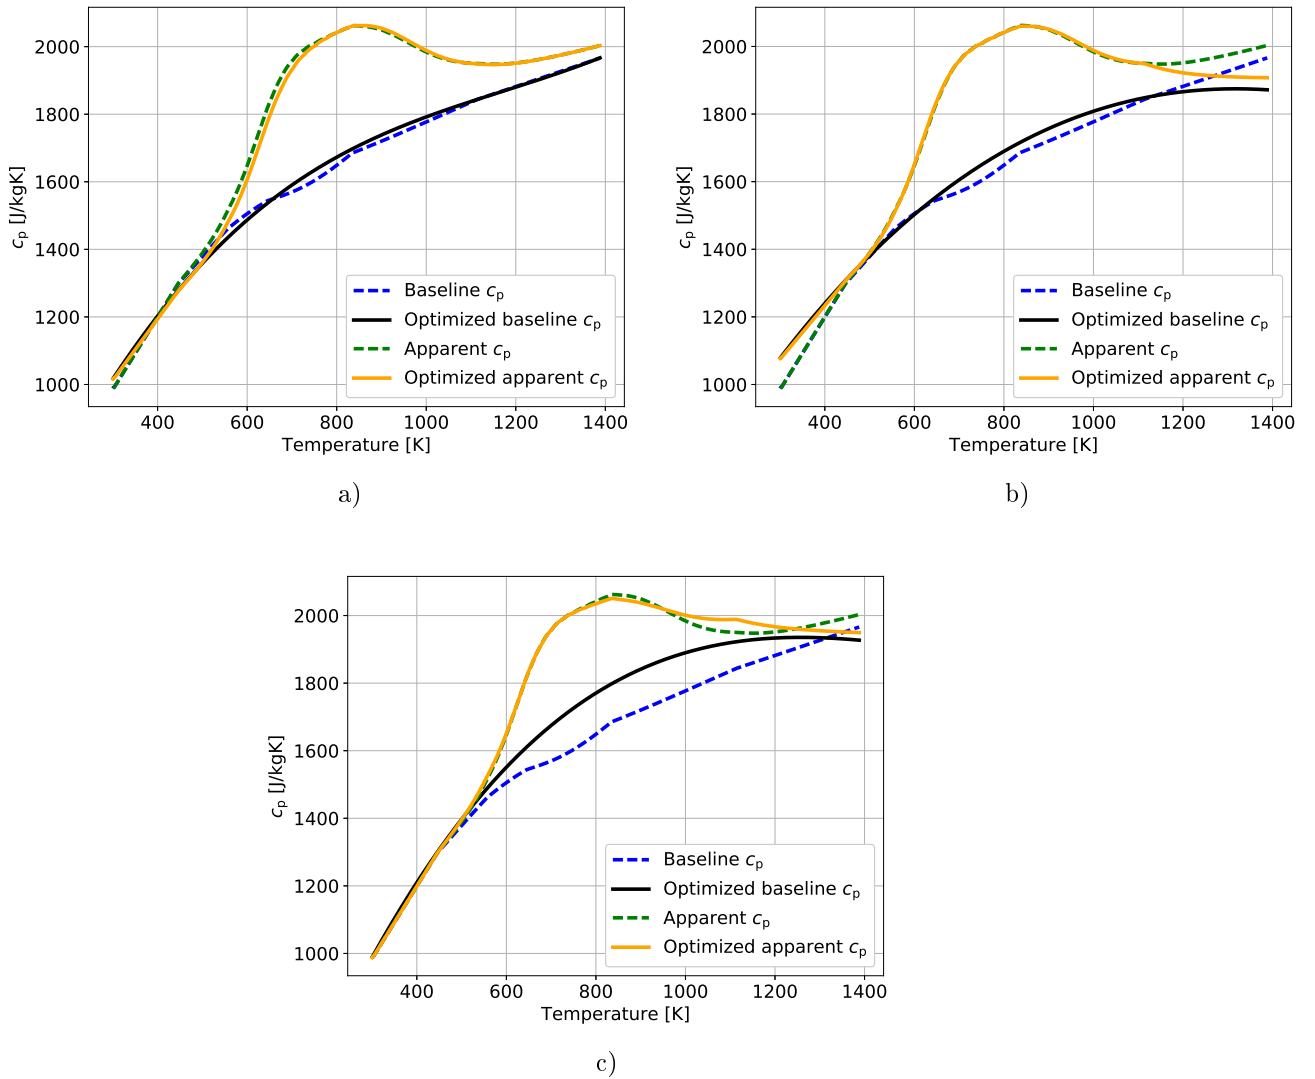 2000
1800
1600
1400
1200
1000
c_p [J/kgK]
Baseline c_p
Optimized baseline c_p
Apparent c_p
Optimized apparent c_p
400 600 800 1000 1200 1400
Temperature [K]
a)
2000
1800
1600
1400
1200
1000
c_p [J/kgK]
Baseline c_p
Optimized baseline c_p
Apparent c_p
Optimized apparent c_p
400 600 800 1000 1200 1400
Temperature [K]
b)
2000
1800
1600
1400
1200
1000
c_p [J/kgK]
Baseline c_p
Optimized baseline c_p
Apparent c_p
Optimized apparent c_p
400 600 800 1000 1200 1400
Temperature [K]
c)